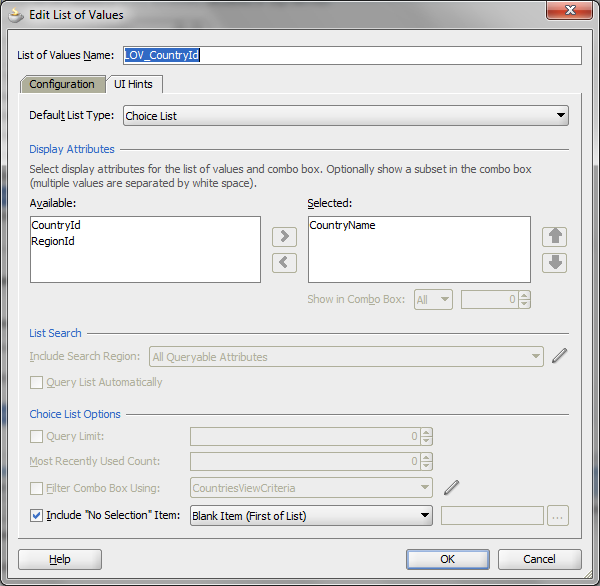 Edit List of Values
List of Values Name: LOV_CountryId
Configuration UI Hints
Default List Type: Choice List
Display Attributes
Select display attributes for the list of values and combo box. Optionally show a subset in the combo box
(multiple values are separated by white space).
Available: Selected:
CountryId CountryName
RegionId
Show in Combo Box: All 0
List Search
Include Search Region: All Queryable Attributes
Query List Automatically
Choice List Options
Query Limit: 0
Most Recently Used Count: 0
Filter Combo Box Using: CountriesViewCriteria
Include "No Selection" Item: Blank Item (First of List) ...
Help OK Cancel